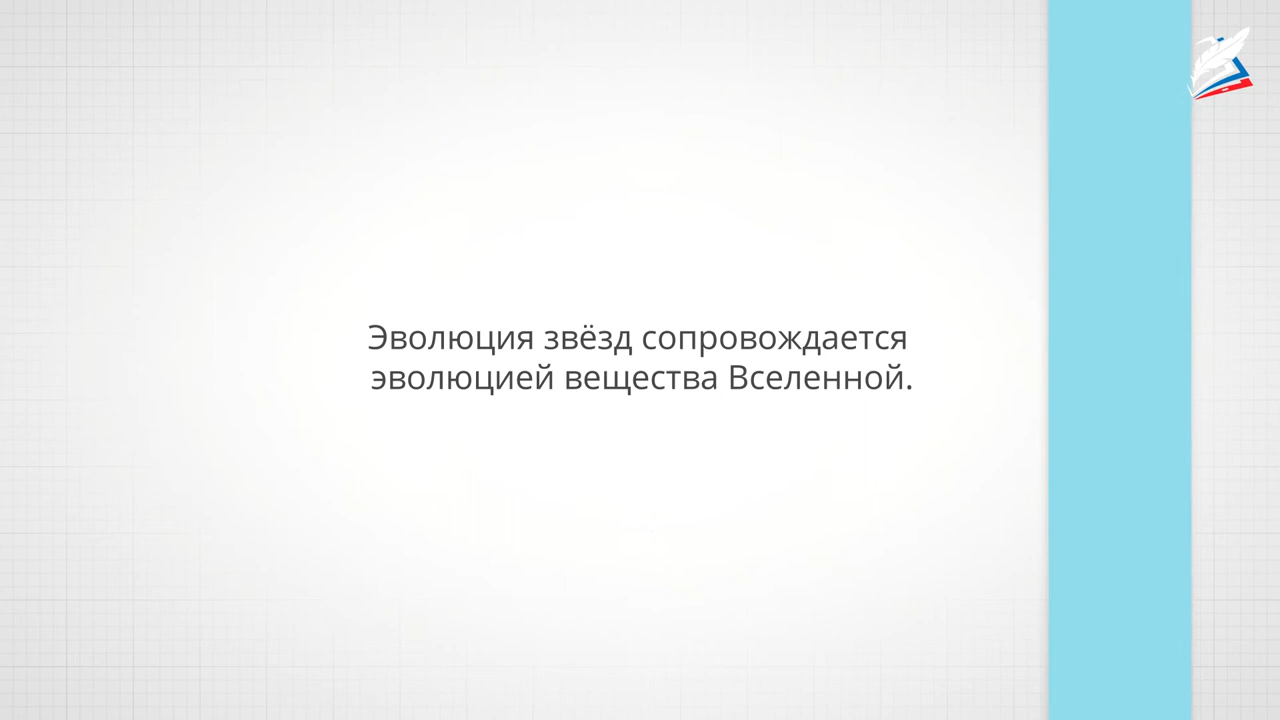 Эволюция звёзд сопровождается
эволюцией вещества Вселенной.